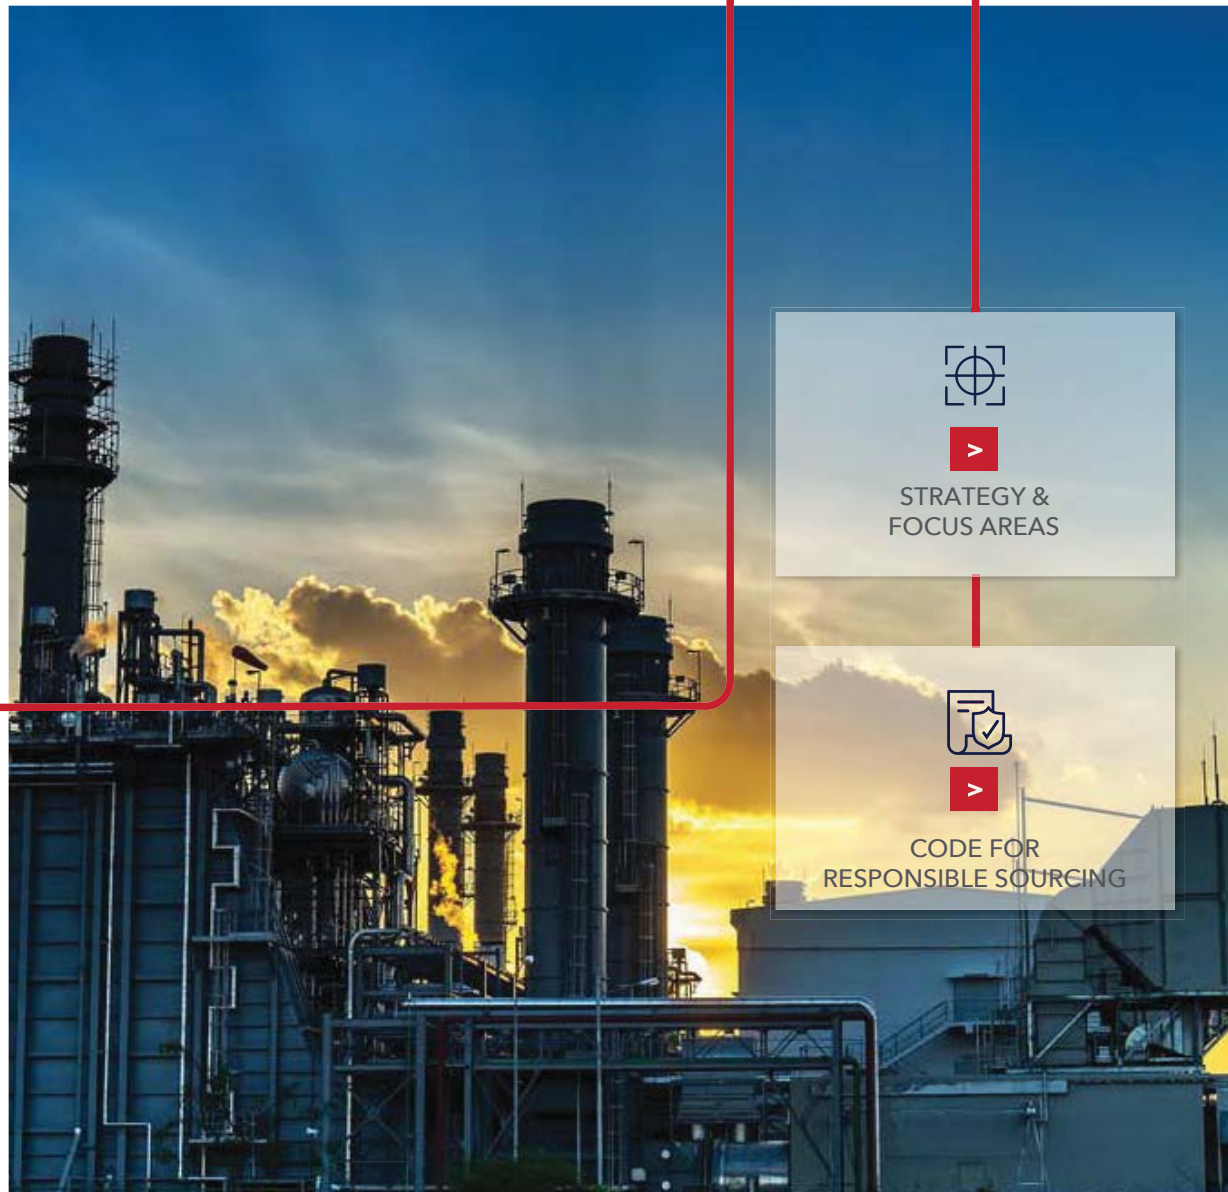 >
STRATEGY &
FOCUS AREAS
>
CODE FOR
RESPONSIBLE SOURCING